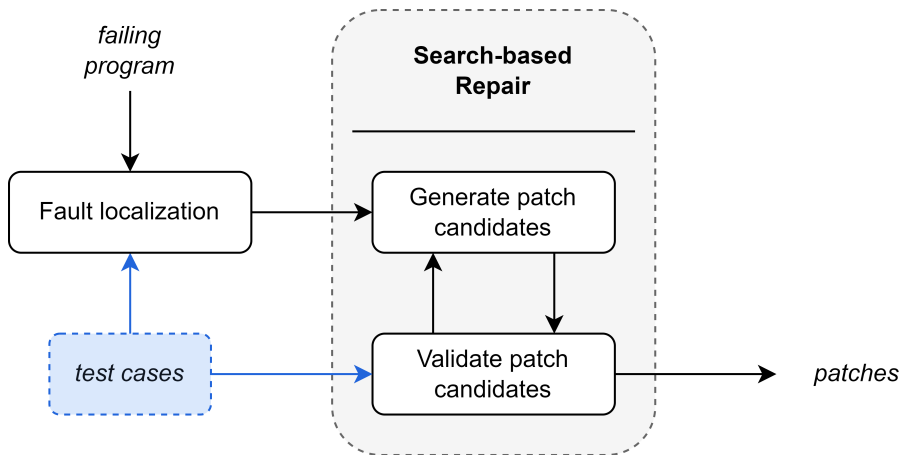 failing
program
Search-based
Repair
Fault localization
Generate patch
candidates
test cases
Validate patch
candidates
patches